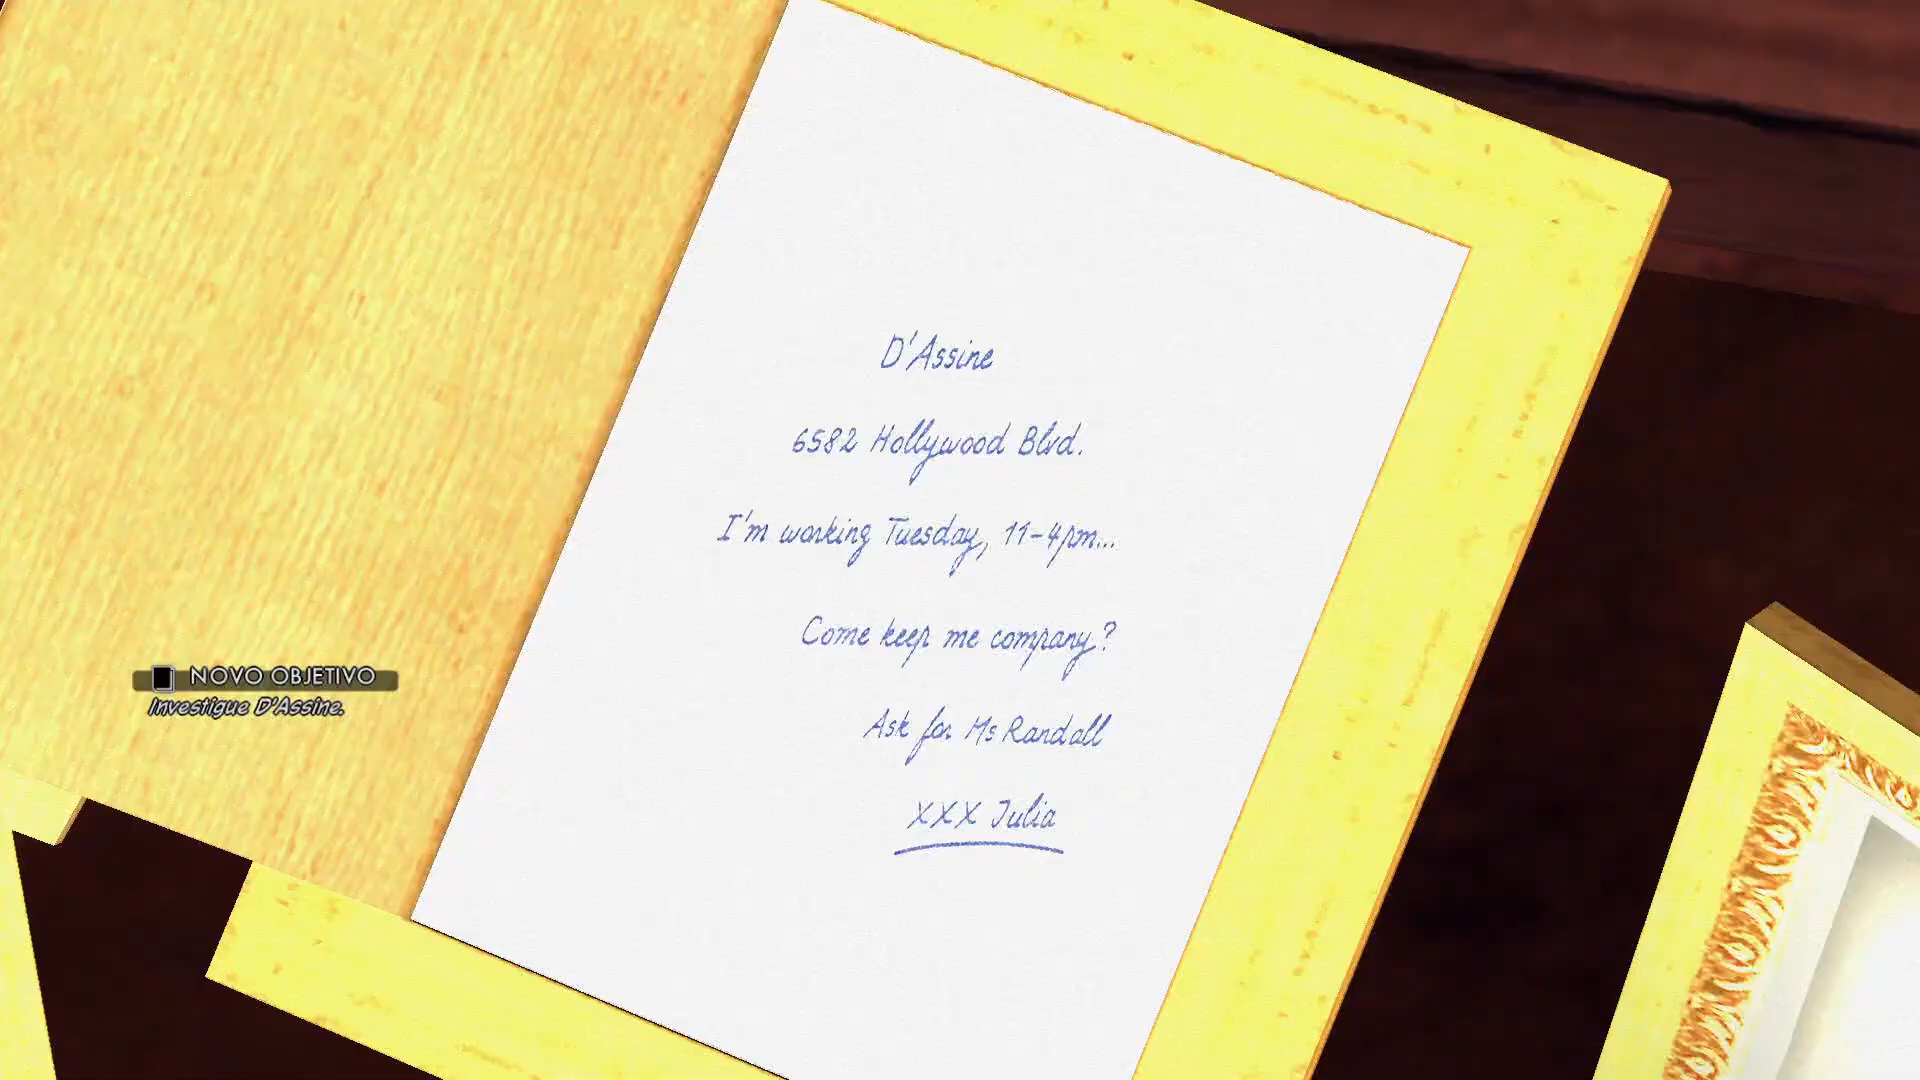 D'Assine
6582 Hollywood Blvd.
I'm working Tuesday, 11-4pm...
Come keep me company?
Ask for Ms Randall
XXX Julia
NOVO OBJETIVO
Investigue D'Assine.